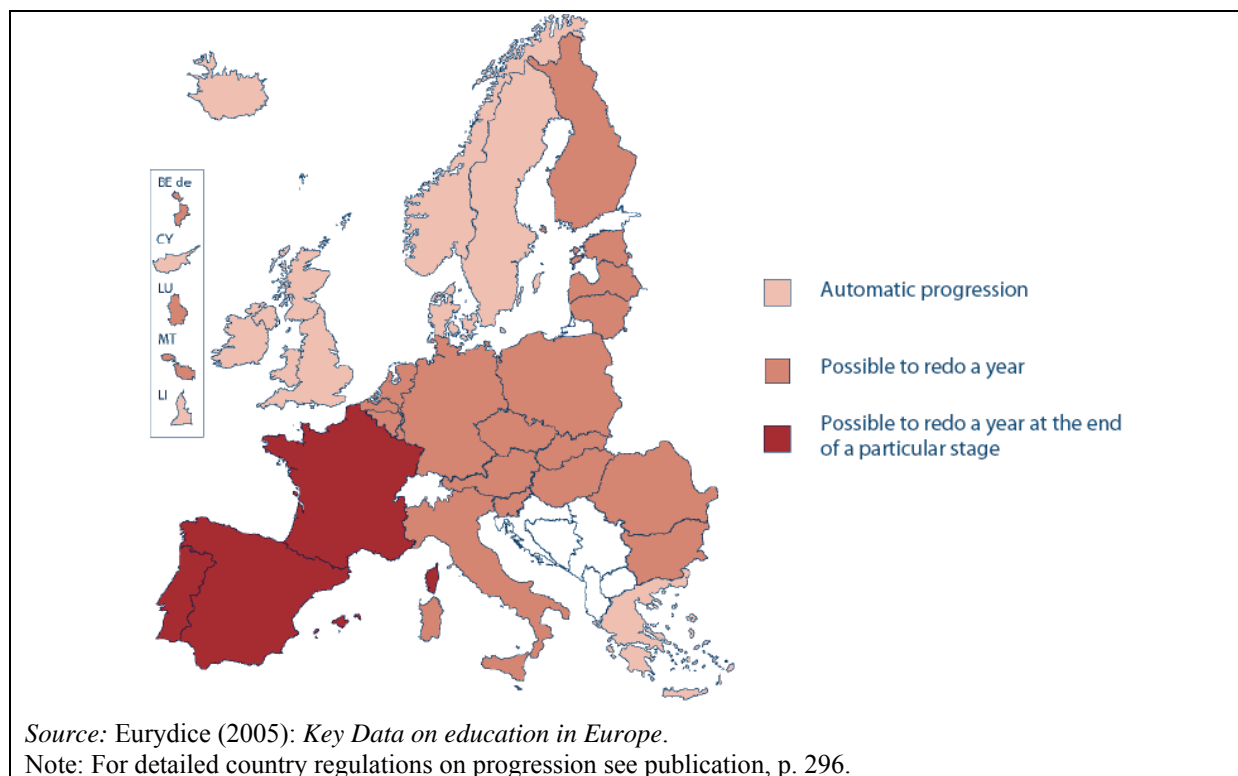 BE de
CY
LU
MT
LI
Automatic progression
Possible to redo a year
Possible to redo a year at the end
of a particular stage
Source: Eurydice (2005): Key Data on education in Europe.
Note: For detailed country regulations on progression see publication, p. 296.